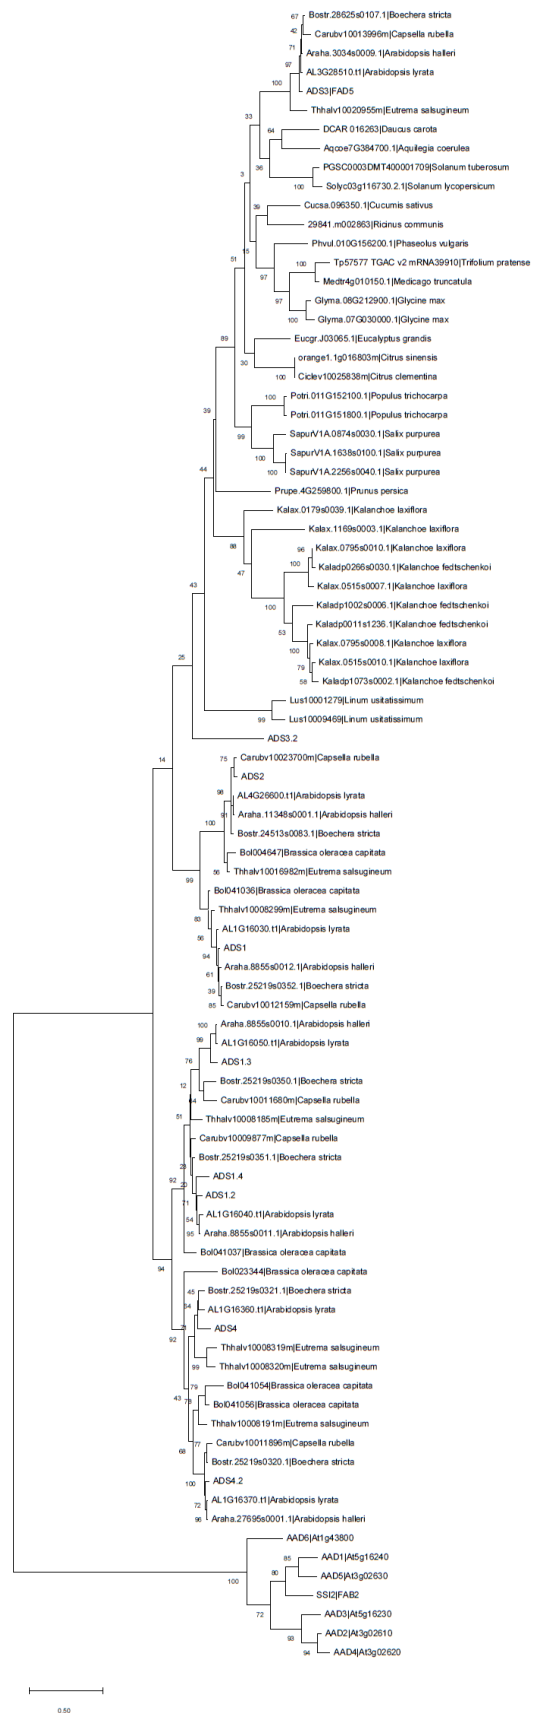 Bostr.28625s0107.1|Boechera stricta
67
Carubv10013996m|Capsella rubella
42
Araha.3034s0009.1|Arabidopsis halleri
71
AL3G28510.t1|Arabidopsis lyrata
97
ADS3|FAD5
100
Thhalv10020955m|Eutrema salsugineum
33
DCAR 016263|Daucus carota
64
Aqcoe7G384700.1|Aquilegia coerulea
36
PGSC0003DMT400001709|Solanum tuberosum
3
Solyc03g116730.2.1|Solanum lycopersicum
100
Cucsa.096350.1|Cucumis sativus
39
29841.m002863|Ricinus communis
Phvul.010G156200.1|Phaseolus vulgaris
15
51
Tp57577 TGAC v2 mRNA39910|Trifolium pratense
100
97
Medtr4g010150.1|Medicago truncatula
97
Glyma.08G212900.1|Glycine max
Glyma.07G030000.1|Glycine max
100
Eucgr.J03065.1|Eucalyptus grandis
89
orange1.1g016803m|Citrus sinensis
30
Ciclev10025838m|Citrus clementina
100
Potri.011G152100.1|Populus trichocarpa
100
39
Potri.011G151800.1|Populus trichocarpa
SapurV1A.0874s0030.1|Salix purpurea
99
SapurV1A.1638s0100.1|Salix purpurea
100
SapurV1A.2256s0040.1|Salix purpurea
100
44
Prupe.4G259800.1|Prunus persica
Kalax.0179s0039.1|Kalanchoe laxiflora
Kalax.1169s0003.1|Kalanchoe laxiflora
88
Kalax.0795s0010.1|Kalanchoe laxiflora
96
Kaladp0266s0030.1|Kalanchoe fedtschenkoi
100
47
Kalax.0515s0007.1|Kalanchoe laxiflora
43
Kaladp1002s0006.1|Kalanchoe fedtschenkoi
100
Kaladp0011s1236.1|Kalanchoe fedtschenkoi
53
Kalax.0795s0008.1|Kalanchoe laxiflora
100
Kalax.0515s0010.1|Kalanchoe laxiflora
25
79
Kaladp1073s0002.1|Kalanchoe fedtschenkoi
58
Lus10001279|Linum usitatissimum
Lus10009469|Linum usitatissimum
99
ADS3.2
Carubv10023700m|Capsella rubella
75
14
ADS2
AL4G26600.t1|Arabidopsis lyrata
98
Araha.11348s0001.1|Arabidopsis halleri
91
Bostr.24513s0083.1|Boechera stricta
100
Bol004647|Brassica oleracea capitata
Thhalv10016982m|Eutrema salsugineum
56
99
Bol041036|Brassica oleracea capitata
Thhalv10008299m|Eutrema salsugineum
83
AL1G16030.t1|Arabidopsis lyrata
56
ADS1
94
Araha.8855s0012.1|Arabidopsis halleri
61
Bostr.25219s0352.1|Boechera stricta
39
Carubv10012159m|Capsella rubella
85
Araha.8855s0010.1|Arabidopsis halleri
100
AL1G16050.t1|Arabidopsis lyrata
99
ADS1.3
76
Bostr.25219s0350.1|Boechera stricta
12
Carubv10011680m|Capsella rubella
Thhalv10008185m|Eutrema salsugineum
51
Carubv10009877m|Capsella rubella
Bostr.25219s0351.1|Boechera stricta
ADS1.4
92
ADS1.2
71
AL1G16040.t1|Arabidopsis lyrata
54
Araha.8855s0011.1|Arabidopsis halleri
95
Bol041037|Brassica oleracea capitata
94
Bol023344|Brassica oleracea capitata
Bostr.25219s0321.1|Boechera stricta
45
AL1G16360.t1|Arabidopsis lyrata
ADS4
92
Thhalv10008319m|Eutrema salsugineum
Thhalv10008320m|Eutrema salsugineum
99
Bol041054|Brassica oleracea capitata
79
43
Bol041056|Brassica oleracea capitata
Thhalv10008191m|Eutrema salsugineum
Carubv10011896m|Capsella rubella
77
68
Bostr.25219s0320.1|Boechera stricta
ADS4.2
100
AL1G16370.t1|Arabidopsis lyrata
72
Araha.27695s0001.1|Arabidopsis halleri
96
AAD6|At1g43800
AAD1|At5g16240
85
AAD5|At3g02630
80
100
SSI2|FAB2
AAD3|At5g16230
72
AAD2|At3g02610
93
AAD4|At3g02620
94
0.50